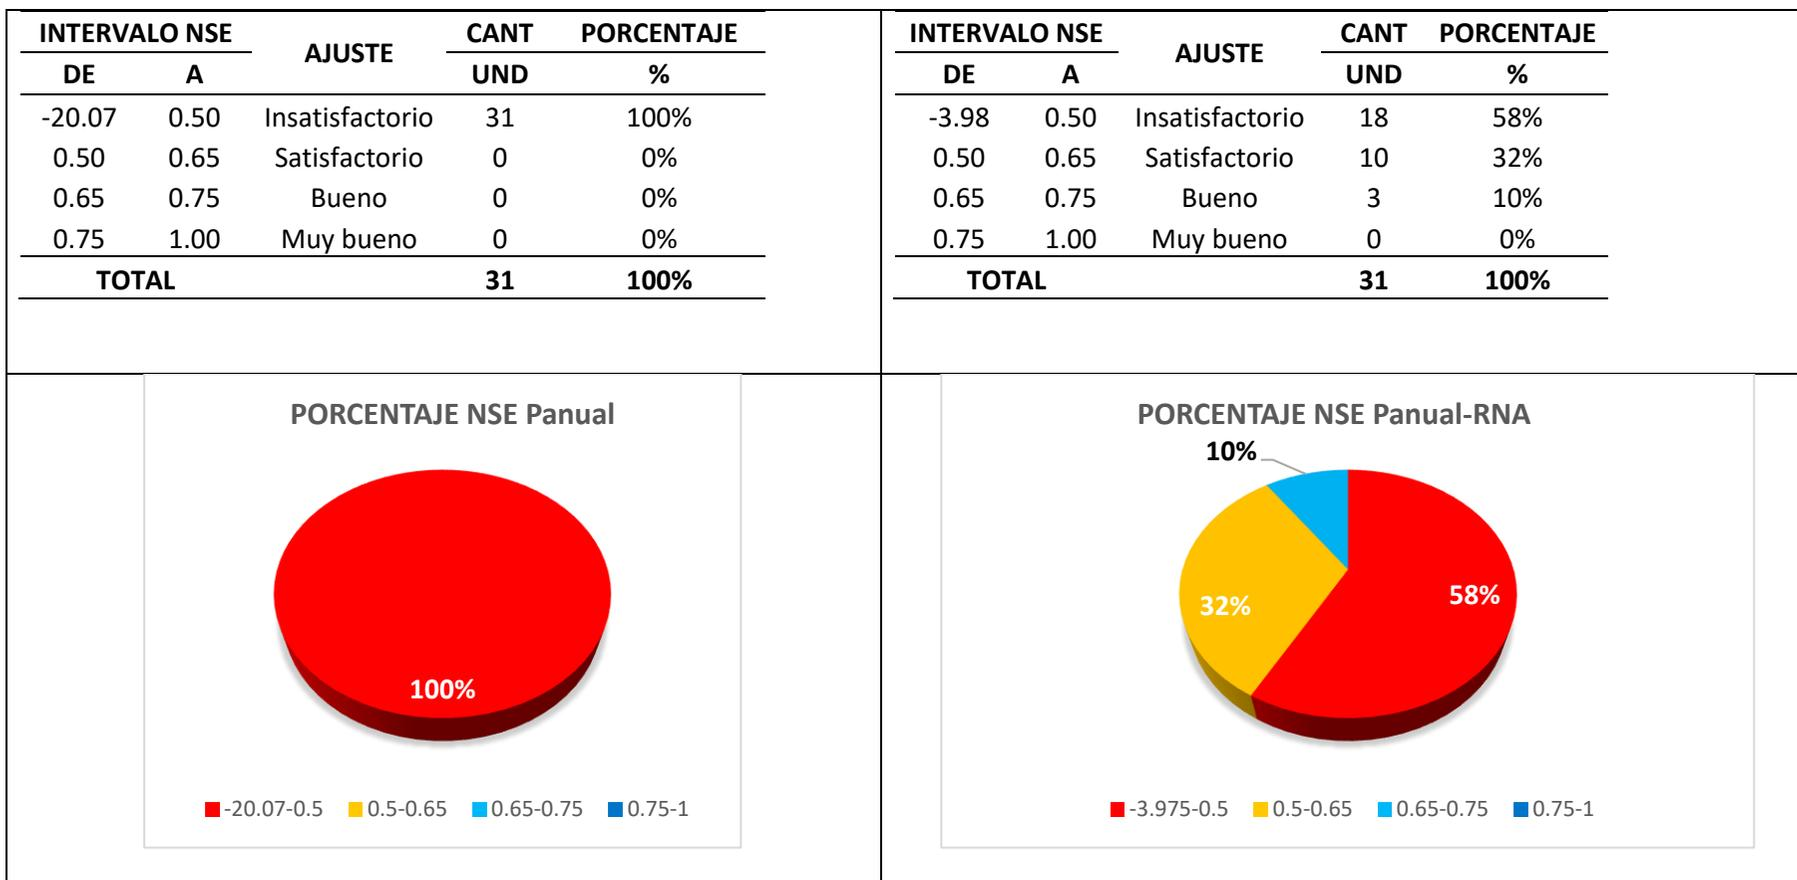 INTERVALO NSE AJUSTE CANT PORCENTAJE
DE A UND %
-20.07 0.50 Insatisfactorio 31 100%
0.50 0.65 Satisfactorio 0 0%
0.65 0.75 Bueno 0 0%
0.75 1.00 Muy bueno 0 0%
TOTAL 31 100%
INTERVALO NSE AJUSTE CANT PORCENTAJE
DE A UND %
-3.98 0.50 Insatisfactorio 18 58%
0.50 0.65 Satisfactorio 10 32%
0.65 0.75 Bueno 3 10%
0.75 1.00 Muy bueno 0 0%
TOTAL 31 100%
PORCENTAJE NSE Panual
100%
-20.07-0.5 0.5-0.65 0.65-0.75 0.75-1
PORCENTAJE NSE Panual-RNA
10%
32% 58%
-3.975-0.5 0.5-0.65 0.65-0.75 0.75-1